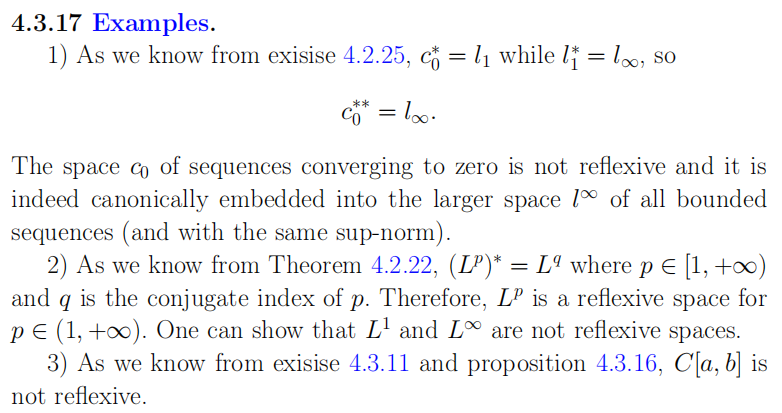 4.3.17 Examples.
1) As we know from exisise 4.2.25, c₀* = l₁ while l₁* = l∞, so
c₀** = l∞.
The space c₀ of sequences converging to zero is not reflexive and it is
indeed canonically embedded into the larger space l^∞ of all bounded
sequences (and with the same sup-norm).
2) As we know from Theorem 4.2.22, (L^p)* = L^q where p ∈ [1, +∞)
and q is the conjugate index of p. Therefore, L^p is a reflexive space for
p ∈ (1, +∞). One can show that L^1 and L^∞ are not reflexive spaces.
3) As we know from exisise 4.3.11 and proposition 4.3.16, C[a, b] is
not reflexive.